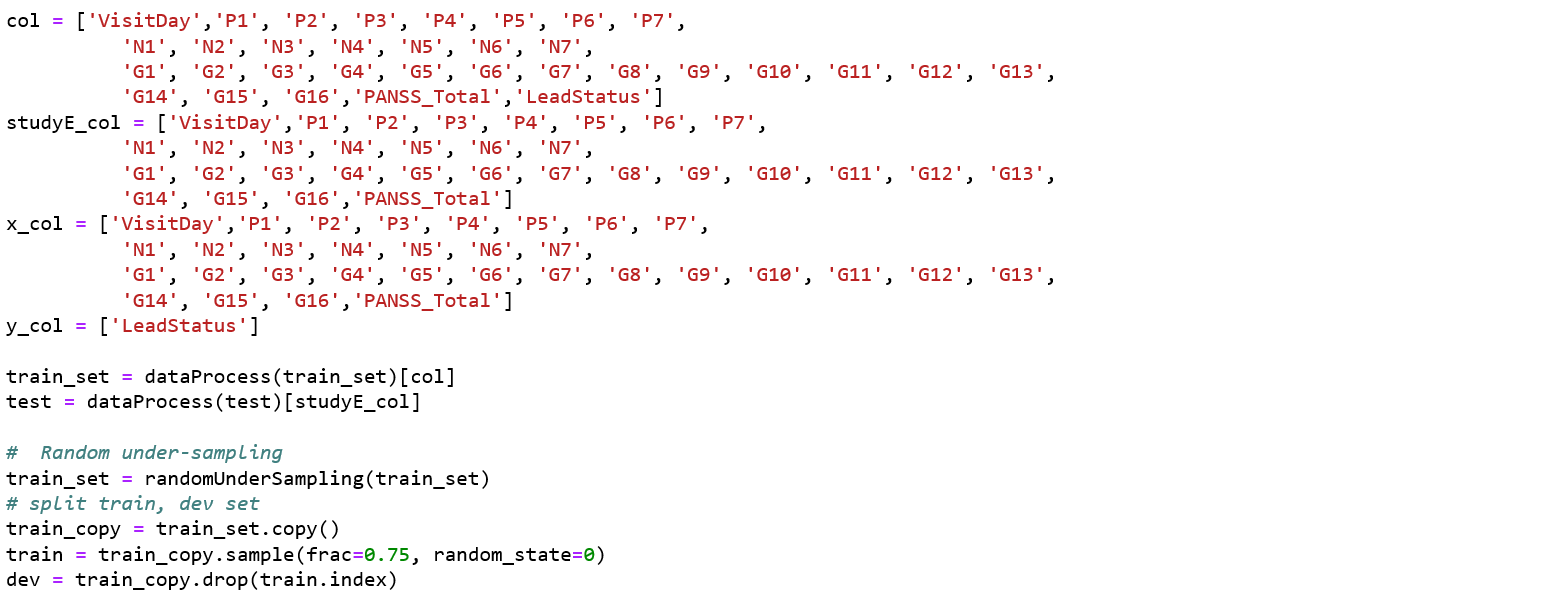 col = ['VisitDay','P1', 'P2', 'P3', 'P4', 'P5', 'P6', 'P7',
          'N1', 'N2', 'N3', 'N4', 'N5', 'N6', 'N7',
          'G1', 'G2', 'G3', 'G4', 'G5', 'G6', 'G7', 'G8', 'G9', 'G10', 'G11', 'G12', 'G13',
          'G14', 'G15', 'G16','PANSS_Total','LeadStatus']
studyE_col = ['VisitDay','P1', 'P2', 'P3', 'P4', 'P5', 'P6', 'P7',
          'N1', 'N2', 'N3', 'N4', 'N5', 'N6', 'N7',
          'G1', 'G2', 'G3', 'G4', 'G5', 'G6', 'G7', 'G8', 'G9', 'G10', 'G11', 'G12', 'G13',
          'G14', 'G15', 'G16','PANSS_Total']
x_col = ['VisitDay','P1', 'P2', 'P3', 'P4', 'P5', 'P6', 'P7',
          'N1', 'N2', 'N3', 'N4', 'N5', 'N6', 'N7',
          'G1', 'G2', 'G3', 'G4', 'G5', 'G6', 'G7', 'G8', 'G9', 'G10', 'G11', 'G12', 'G13',
          'G14', 'G15', 'G16','PANSS_Total']
y_col = ['LeadStatus']

train_set = dataProcess(train_set)[col]
test = dataProcess(test)[studyE_col]

#  Random under-sampling
train_set = randomUnderSampling(train_set)
# split train, dev set
train_copy = train_set.copy()
train = train_copy.sample(frac=0.75, random_state=0)
dev = train_copy.drop(train.index)